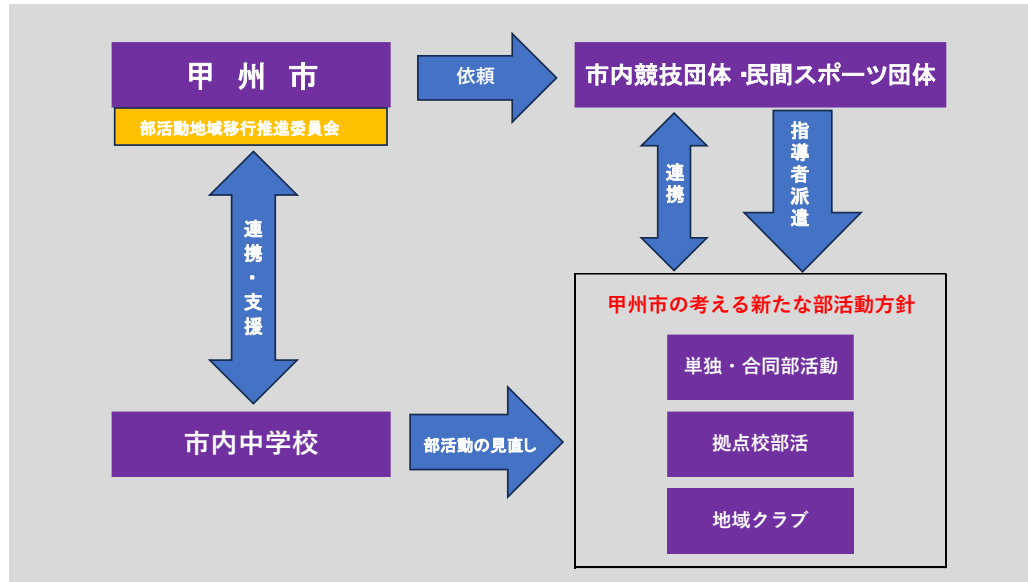 甲 州 市
部活動地域移行推進委員会
依頼
市内競技団体・民間スポーツ団体
連携・支援
連携
指導者派遣
市内中学校
部活動の見直し
甲州市の考える新たな部活動方針
単独・合同部活動
拠点校部活
地域クラブ